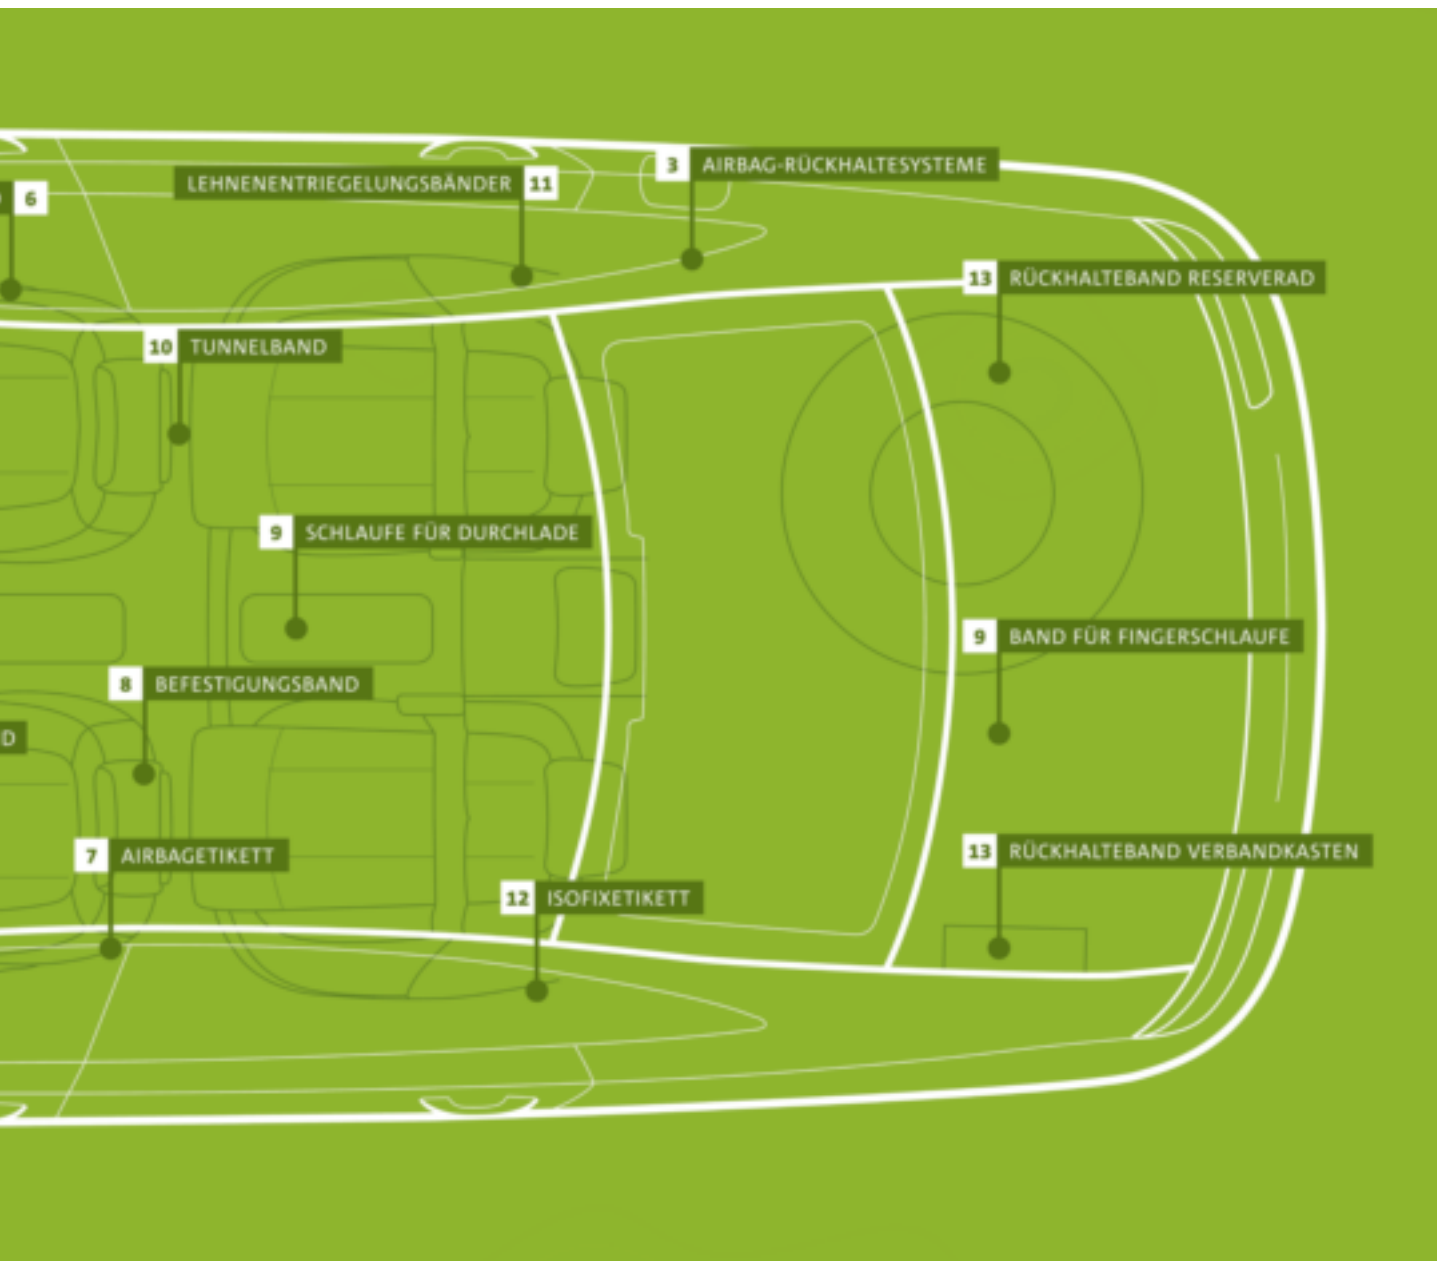 3 AIRBAG-RÜCKHALTESYSTEME
LEHNENENTRIEGELUNGSBÄNDER 11
6
13 RÜCKHALTEBAND RESERVERAD
10 TUNNELBAND
9 SCHLAUFE FÜR DURCHLADE
9 BAND FÜR FINGERSCHLAUFE
8 BEFESTIGUNGSBAND
D
7 AIRBAGETIKETT
13 RÜCKHALTEBAND VERBANDKASTEN
12 ISOFIXETIKETT